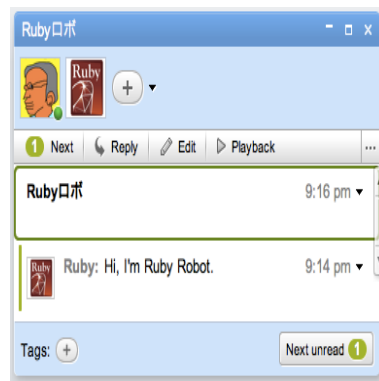 Rubyロボ
Ruby
1 Next Reply Edit Playback ...
Rubyロボ 9:16 pm
Ruby Ruby: Hi, I'm Ruby Robot. 9:14 pm
Tags: + Next unread 1